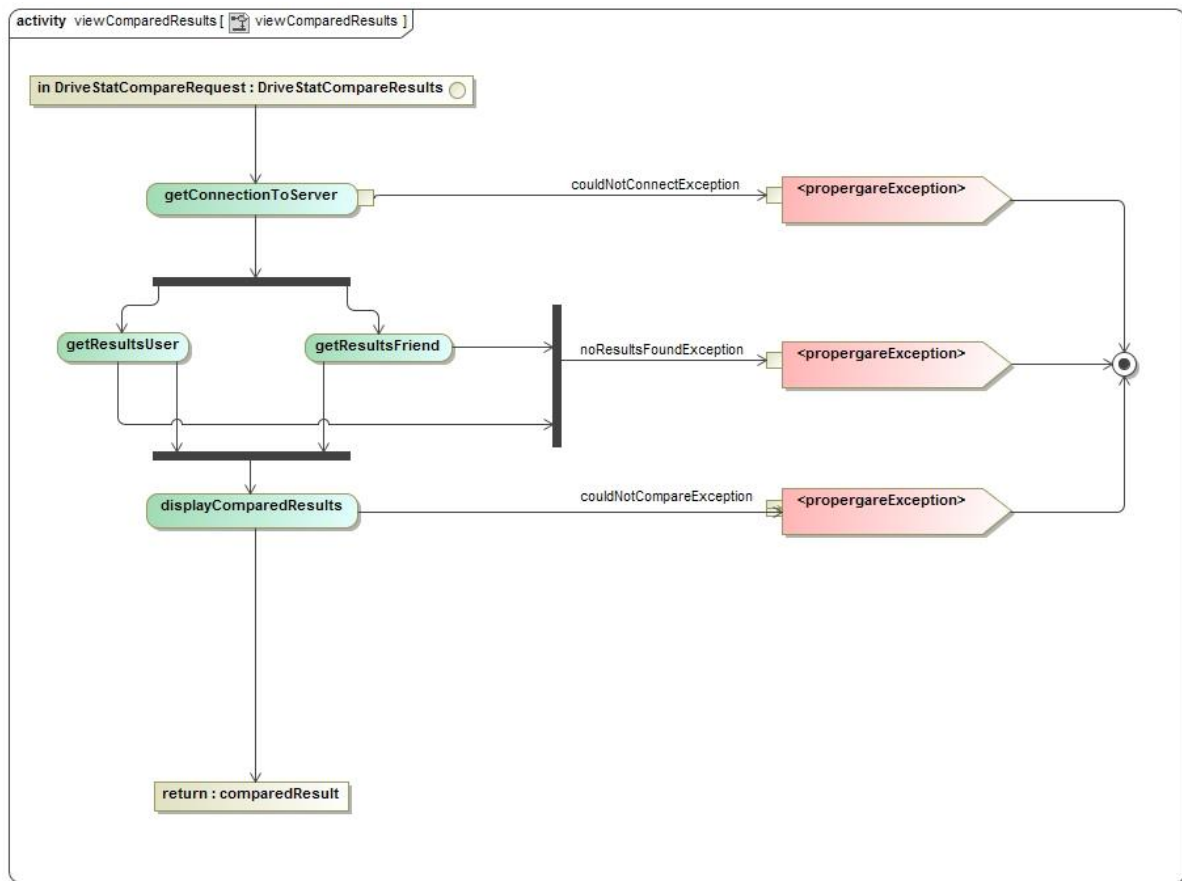 activity viewComparedResults [ viewComparedResults ]
in DriveStatCompareRequest : DriveStatCompareResults
getConnectionToServer
couldNotConnectException
<propergareException>
getResultsUser
getResultsFriend
noResultsFoundException
<propergareException>
displayComparedResults
couldNotCompareException
<propergareException>
return : comparedResult